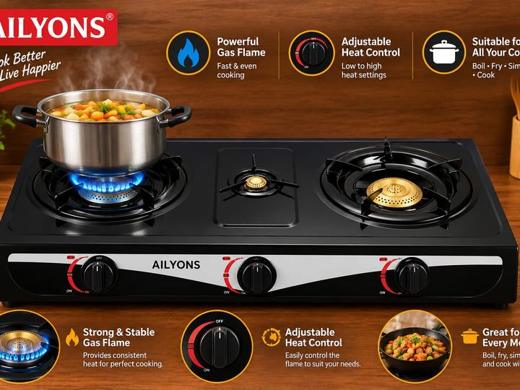 AILYONS®
ok Better
Live Happier
Powerful
Gas Flame
Fast & even
cooking
Adjustable
Heat Control
Low to high
heat settings
Suitable fo
All Your Co
Boil • Fry • Sim
• Cook
AILYONS
OFF
Strong & Stable
Gas Flame
Provides consistent
heat for perfect cooking.
Adjustable
Heat Control
Easily control the
flame to suit your needs.
Great fo
Every Me
Boil, fry, sim
and cook wi